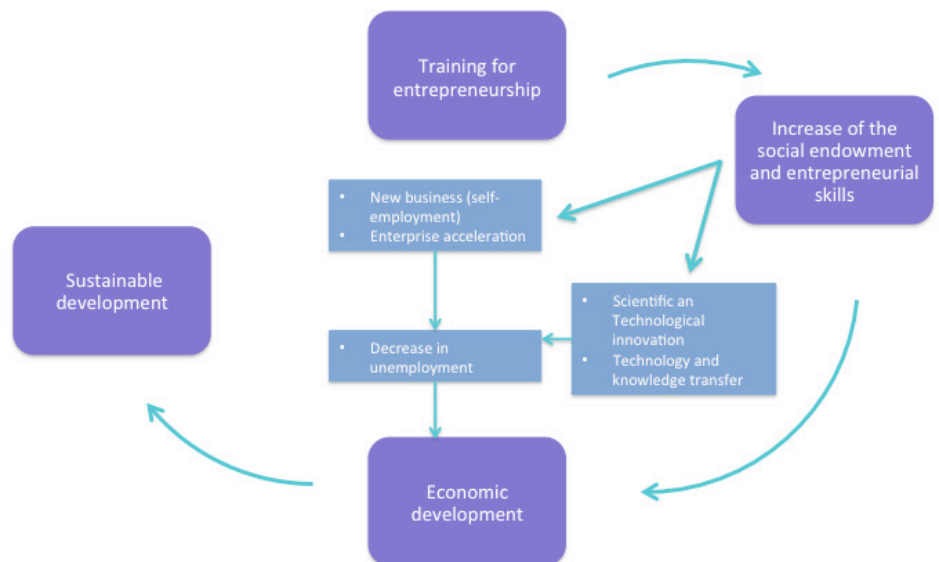 Training for
entrepreneurship
Increase of the
social endowment
and entrepreneurial
skills
• New business (self-
employment)
• Enterprise acceleration
Sustainable
development
• Scientific an
Technological
innovation
• Technology and
knowledge transfer
• Decrease in
unemployment
Economic
development